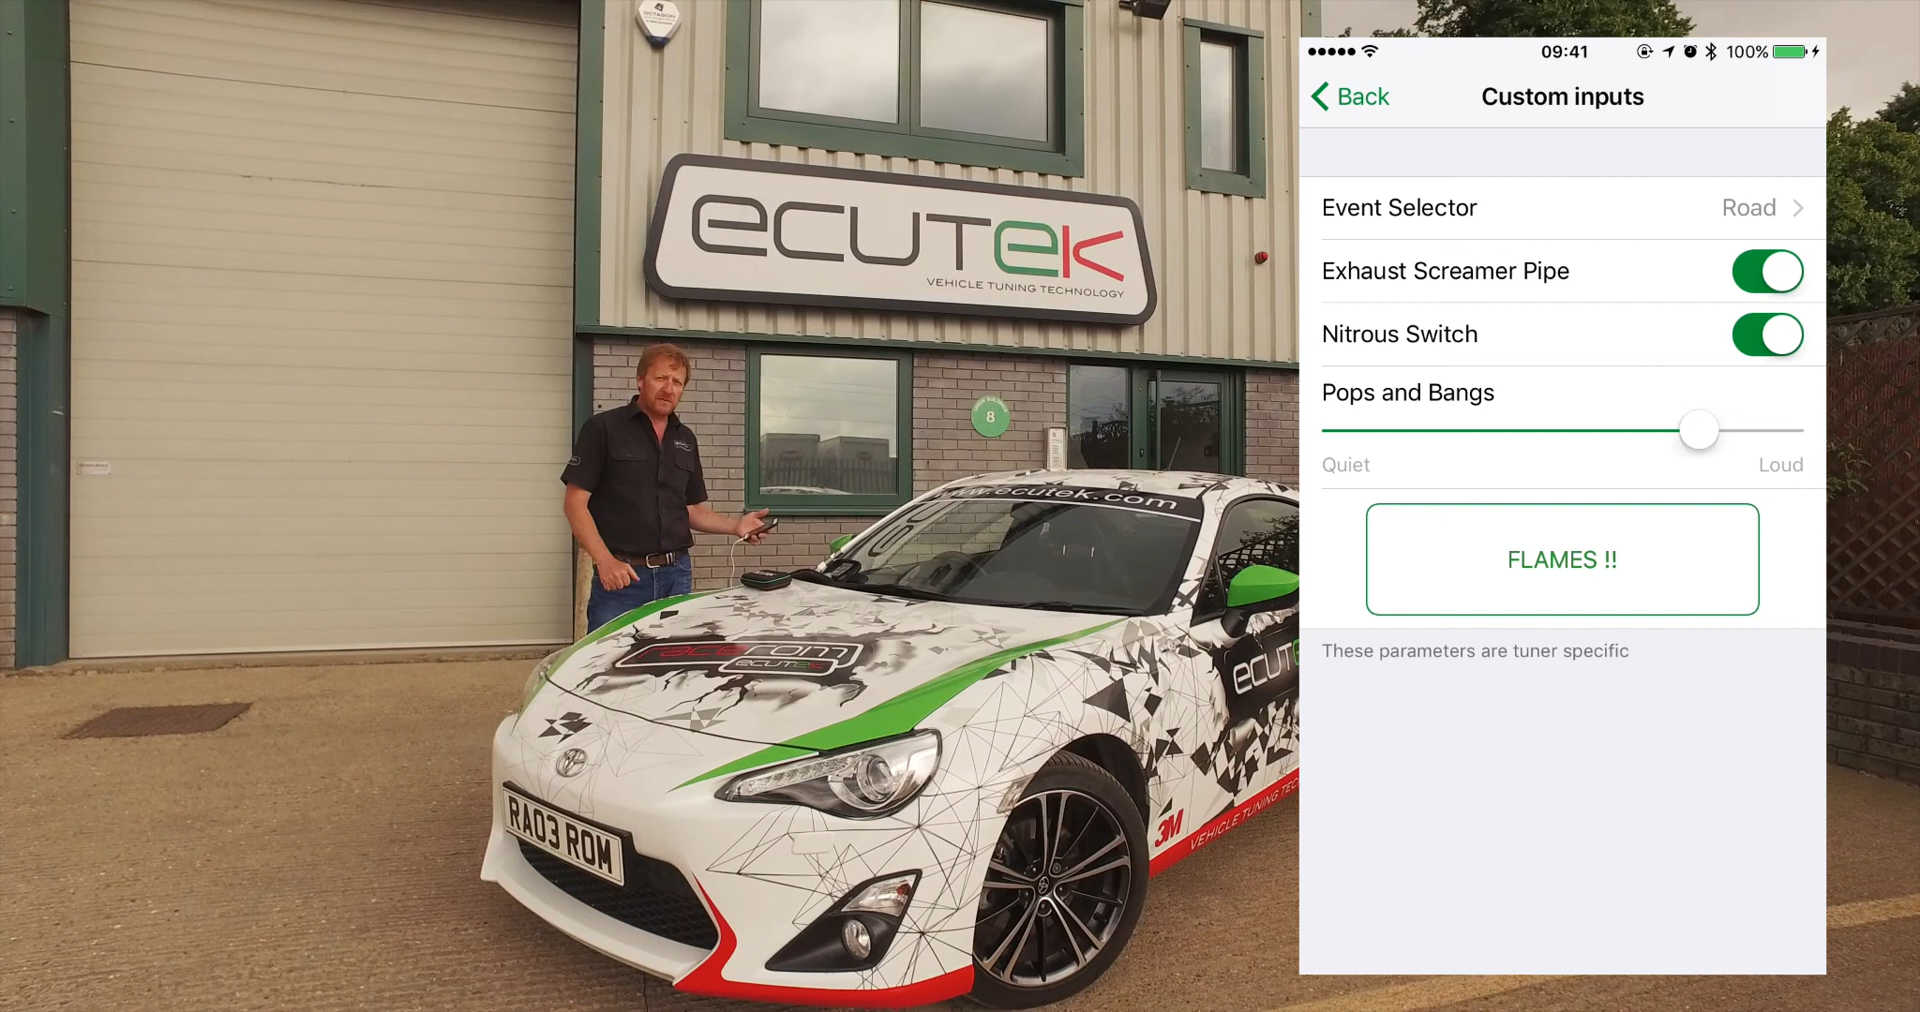 OCTAGON
ecutek
VEHICLE TUNING TECHNOLOGY
8
www.ecutek.com
racerom
ecutek
RA03 ROM
ecute
3M
VEHICLE TUNING TEC
09:41
100%
Back
Custom inputs
Event Selector
Road
Exhaust Screamer Pipe
Nitrous Switch
Pops and Bangs
Quiet
Loud
FLAMES !!
These parameters are tuner specific